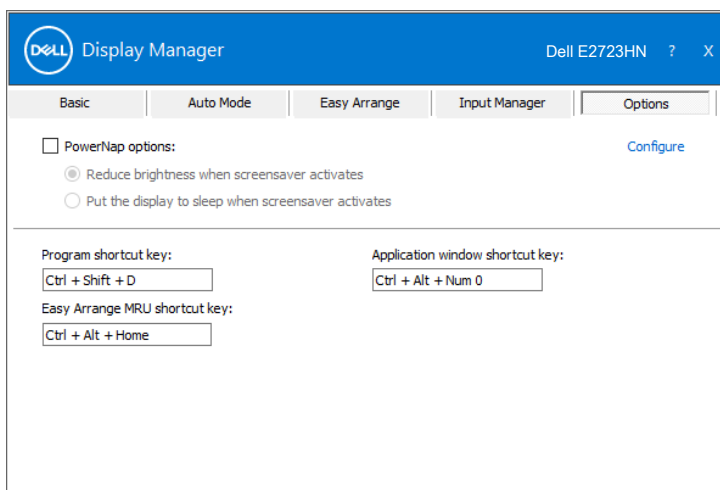 DELL Display Manager Dell E2723HN ? X
Basic Auto Mode Easy Arrange Input Manager Options
PowerNap options: Configure
Reduce brightness when screensaver activates
Put the display to sleep when screensaver activates
Program shortcut key: Application window shortcut key:
Ctrl + Shift + D Ctrl + Alt + Num 0
Easy Arrange MRU shortcut key:
Ctrl + Alt + Home